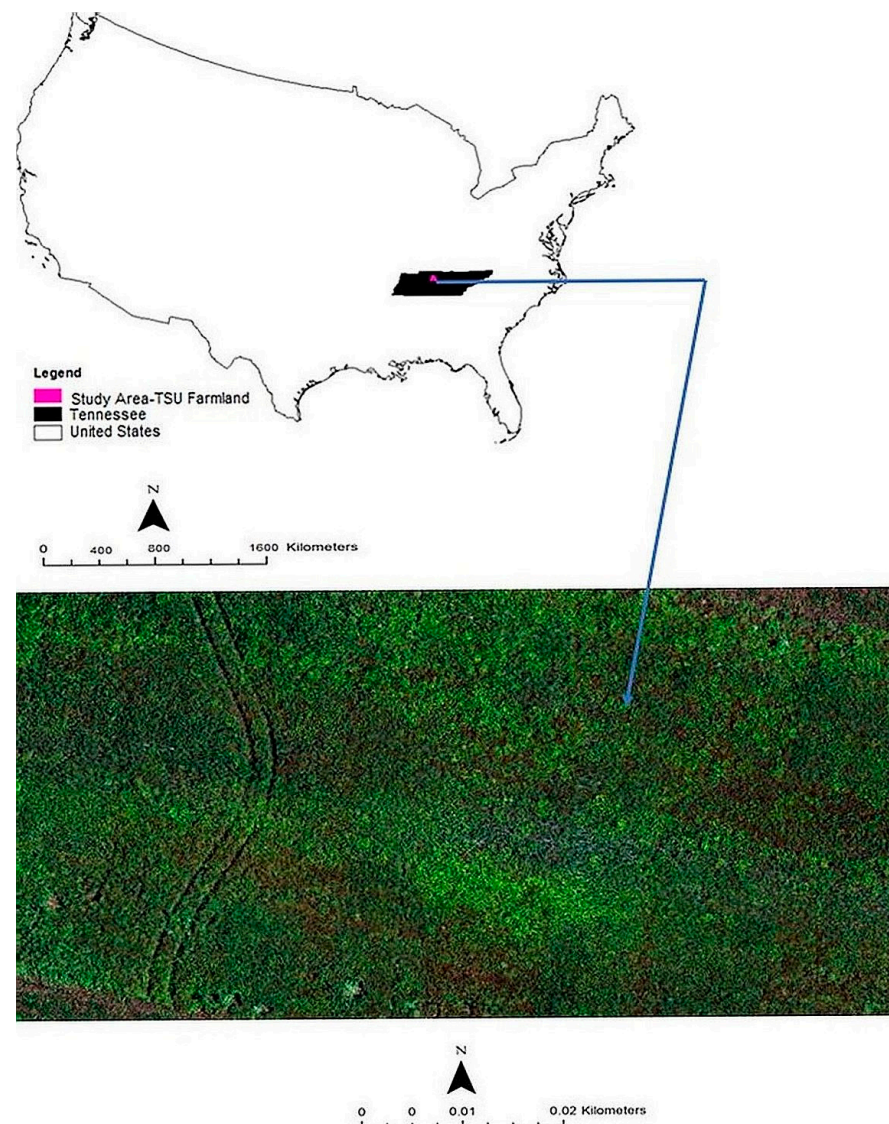 Legend
Study Area-TSU Farmland
Tennessee
United States
N
0 400 800 1600 Kilometers
N
0 0 0.01 0.02 Kilometers